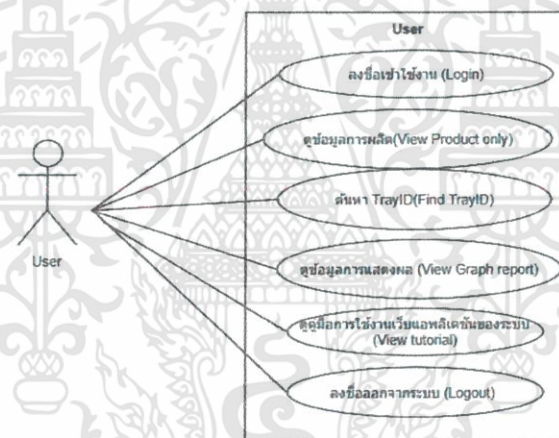 User
ลงชื่อเข้าใช้งาน (Login)
ดูข้อมูลการผลิต(View Product only)
ค้นหา TrayID(Find TrayID)
User
ดูข้อมูลการแสดงผล (View Graph report)
ดูคู่มือการใช้งานเว็บแอพลิเคชันของระบบ
(View tutorial)
ลงชื่อออกจากระบบ (Logout)